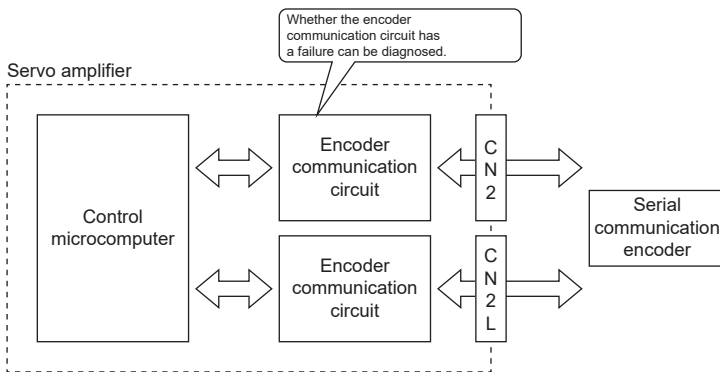 Whether the encoder
communication circuit has
a failure can be diagnosed.
Servo amplifier
Control
microcomputer
Encoder
communication
circuit
C
N
2
Serial
communication
encoder
Encoder
communication
circuit
C
N
2
L